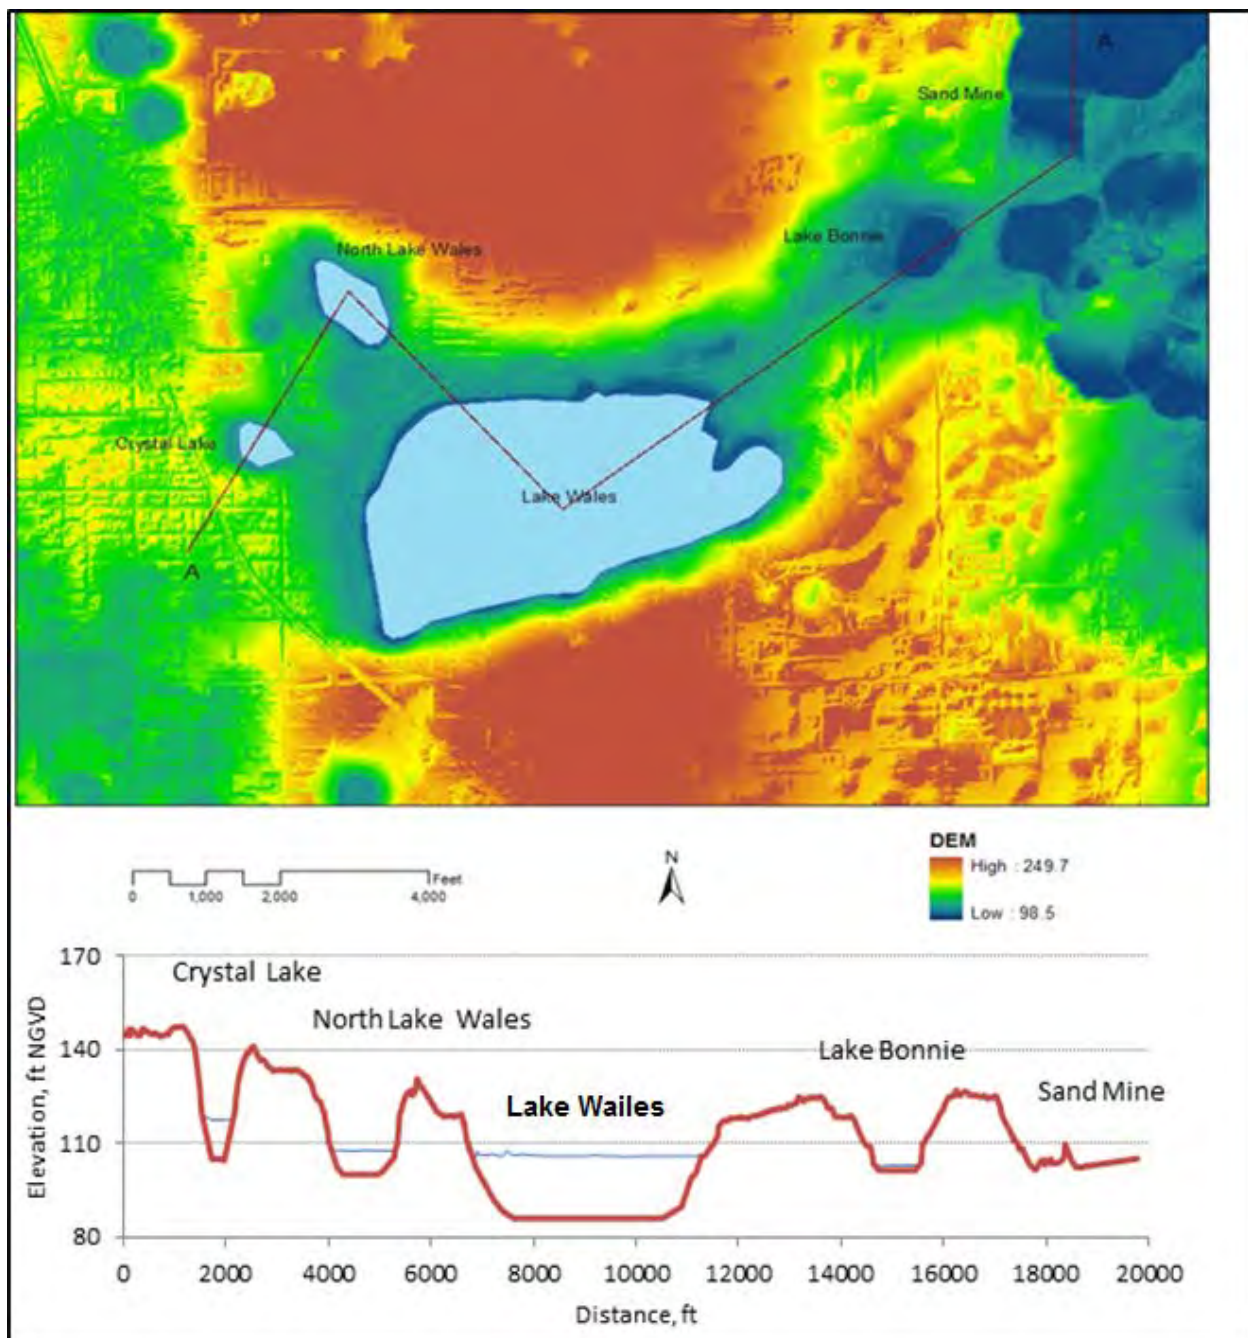 A
Sand Mine
Lake Bonnie
North Lake Wales
Crystal Lake
Lake Wales
A
DEM
High : 249.7
Low : 98.5
N
Feet
0 1,000 2,000 4,000
170
140
110
80
Elevation, ft NGVD
Crystal Lake
North Lake Wales
Lake Wailes
Lake Bonnie
Sand Mine
0 2000 4000 6000 8000 10000 12000 14000 16000 18000 20000
Distance, ft